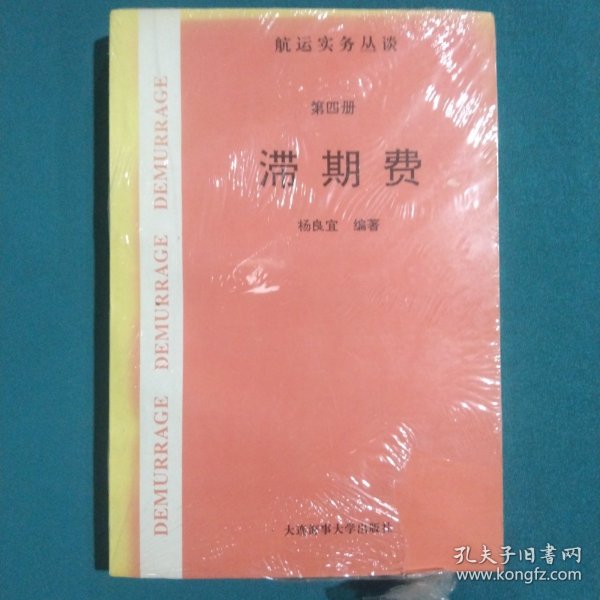 航运实务丛谈
第四册
滞期费
杨良宜 编著
DEMURRAGE DEMURRAGE DEMURRAGE
大连海事大学出版社
孔夫子旧书网
www.kongfz.com